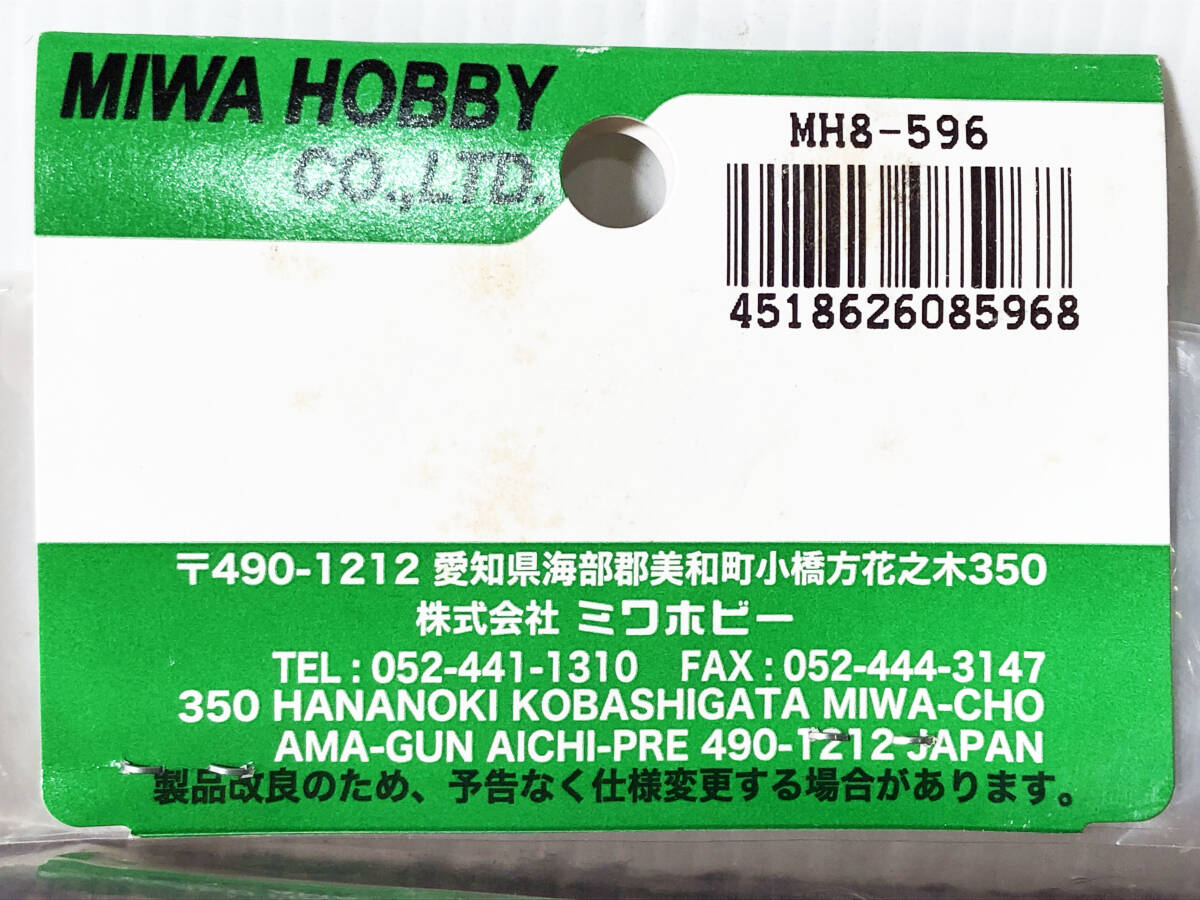 MIWA HOBBY
CO.,LTD.
MH8-596
4518626085968
〒490-1212 愛知県海部郡美和町小橋方花之木350
株式会社 ミワホビー
TEL : 052-441-1310 FAX : 052-444-3147
350 HANANOKI KOBASHIGATA MIWA-CHO
AMA-GUN AICHI-PRE 490-1212 JAPAN
製品改良のため、予告なく仕様変更する場合があります。